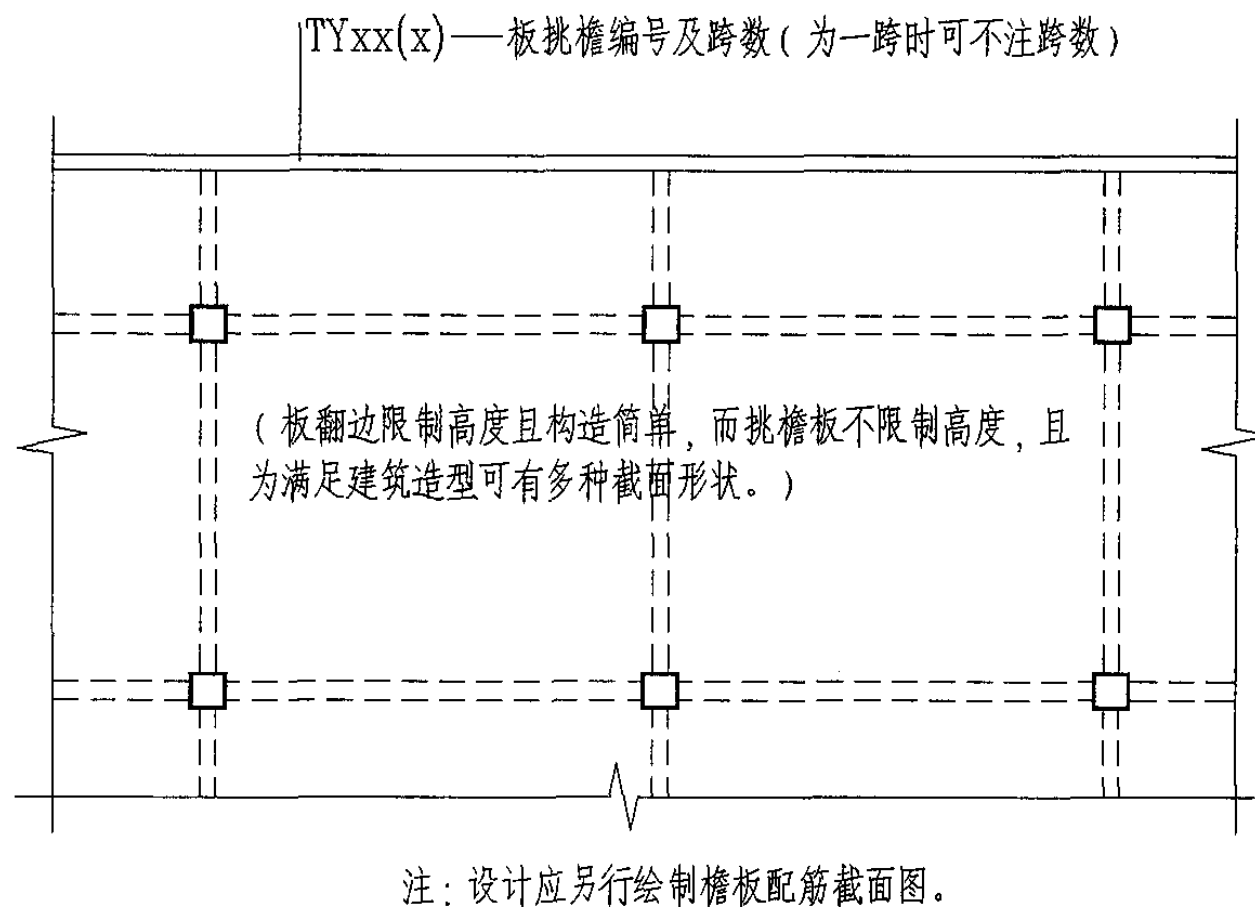 TYxx(x)—板挑檐编号及跨数(为一跨时可不注跨数)
(板翻边限制高度且构造简单,而挑檐板不限制高度,且
为满足建筑造型可有多种截面形状。)
注:设计应另行绘制檐板配筋截面图。